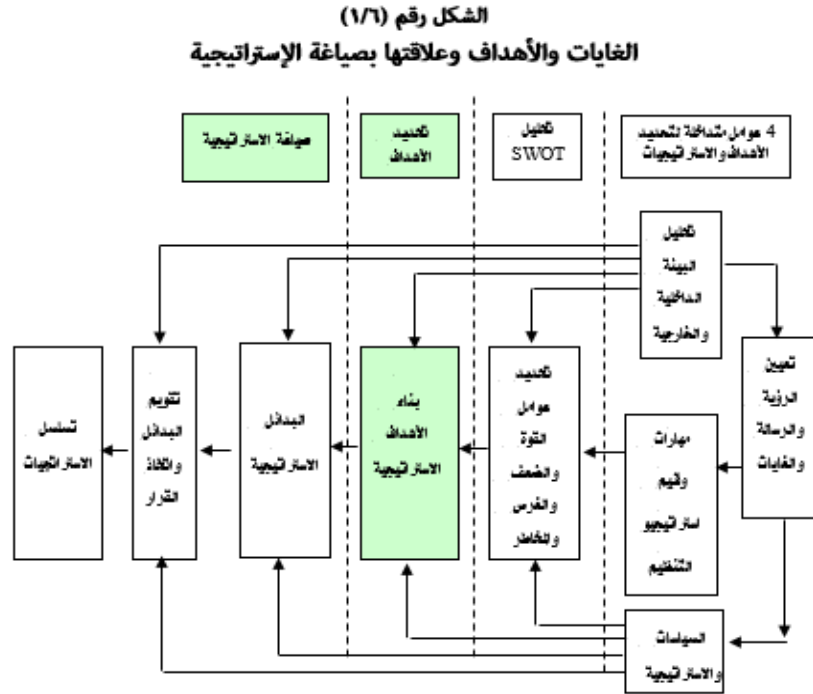 الشكل رقم (١/٦)
الغايات والأهداف وعلاقتها بصياغة الإستراتيجية
4 عوامل متداخلة لتحديد
الأهداف والاستراتيجيات
تحليل
SWOT
تحديد
الأهداف
صياغة الاستراتيجية
تحليل
البيئة
الداخلية
والخارجية
تعيين
الرؤية
والرسالة
والغايات
مهارات
وقيم
استراتيجيو
التنظيم
السياسات
والاستراتيجية
تحديد
عوامل
القوة
والضعف
والفرص
والمخاطر
بناء
الأهداف
الاستراتيجية
البدائل
الاستراتيجية
تقويم
البدائل
واتخاذ
القرار
تسلسل
الاستراتجيات